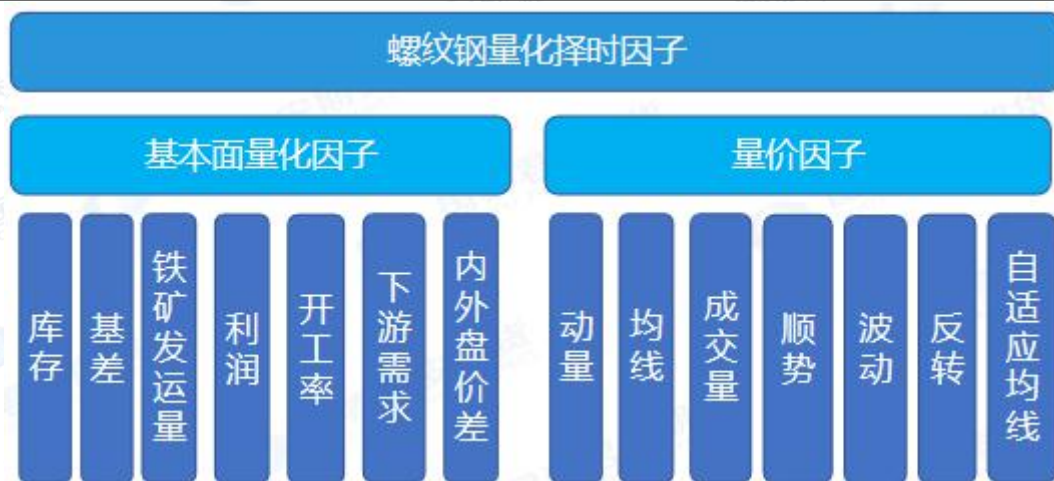 螺纹钢量化择时因子
基本面量化因子
量价因子
库存
基差
铁矿发运量
利润
开工率
下游需求
内外盘价差
动量
均线
成交量
顺势
波动
反转
自适应均线